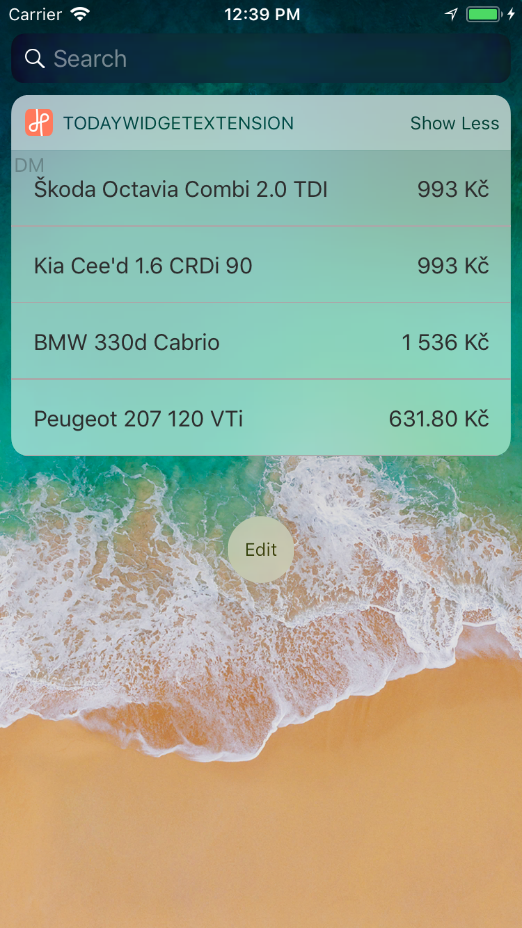 Carrier 12:39 PM
Search
TODAYWIDGETEXTENSION Show Less
DM
Škoda Octavia Combi 2.0 TDI 993 Kč
Kia Cee'd 1.6 CRDi 90 993 Kč
BMW 330d Cabrio 1 536 Kč
Peugeot 207 120 VTi 631.80 Kč
Edit